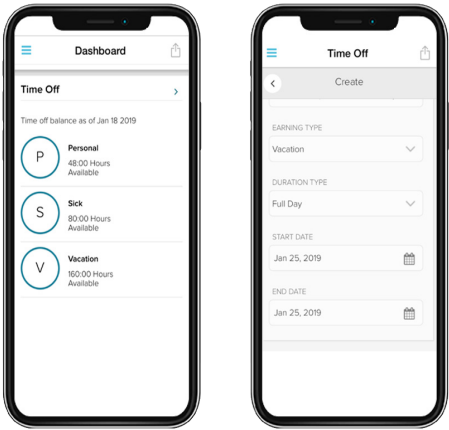 Dashboard
Time Off
Time off balance as of Jan 18 2019
P
Personal
48:00 Hours
Available
S
Sick
80:00 Hours
Available
V
Vacation
160:00 Hours
Available
Time Off
Create
EARNING TYPE
Vacation
DURATION TYPE
Full Day
START DATE
Jan 25, 2019
END DATE
Jan 25, 2019